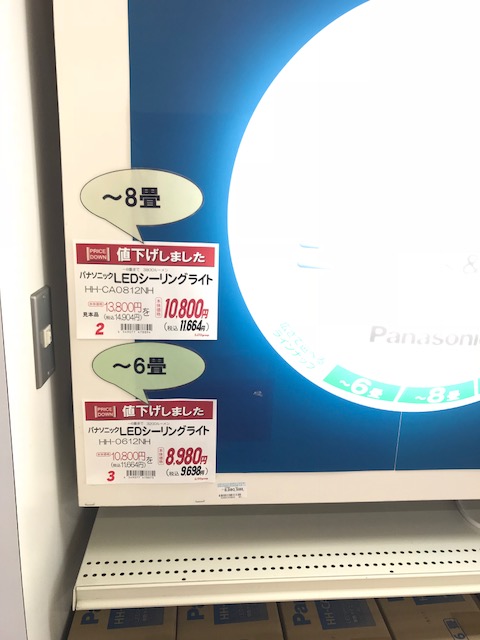 ~8畳
PRICE DOWN
値下げしました
パナソニック LEDシーリングライト
HH-CA0812NH
13,800円を
(税込 14,904円)
見本品
2
10,800円
(税込 11,664円)
~6畳
PRICE DOWN
値下げしました
パナソニック LEDシーリングライト
HH-0612NH
10,800円を
(税込 11,664円)
3
8,980円
(税込 9,698円)
Panasonic
~6畳
~8畳